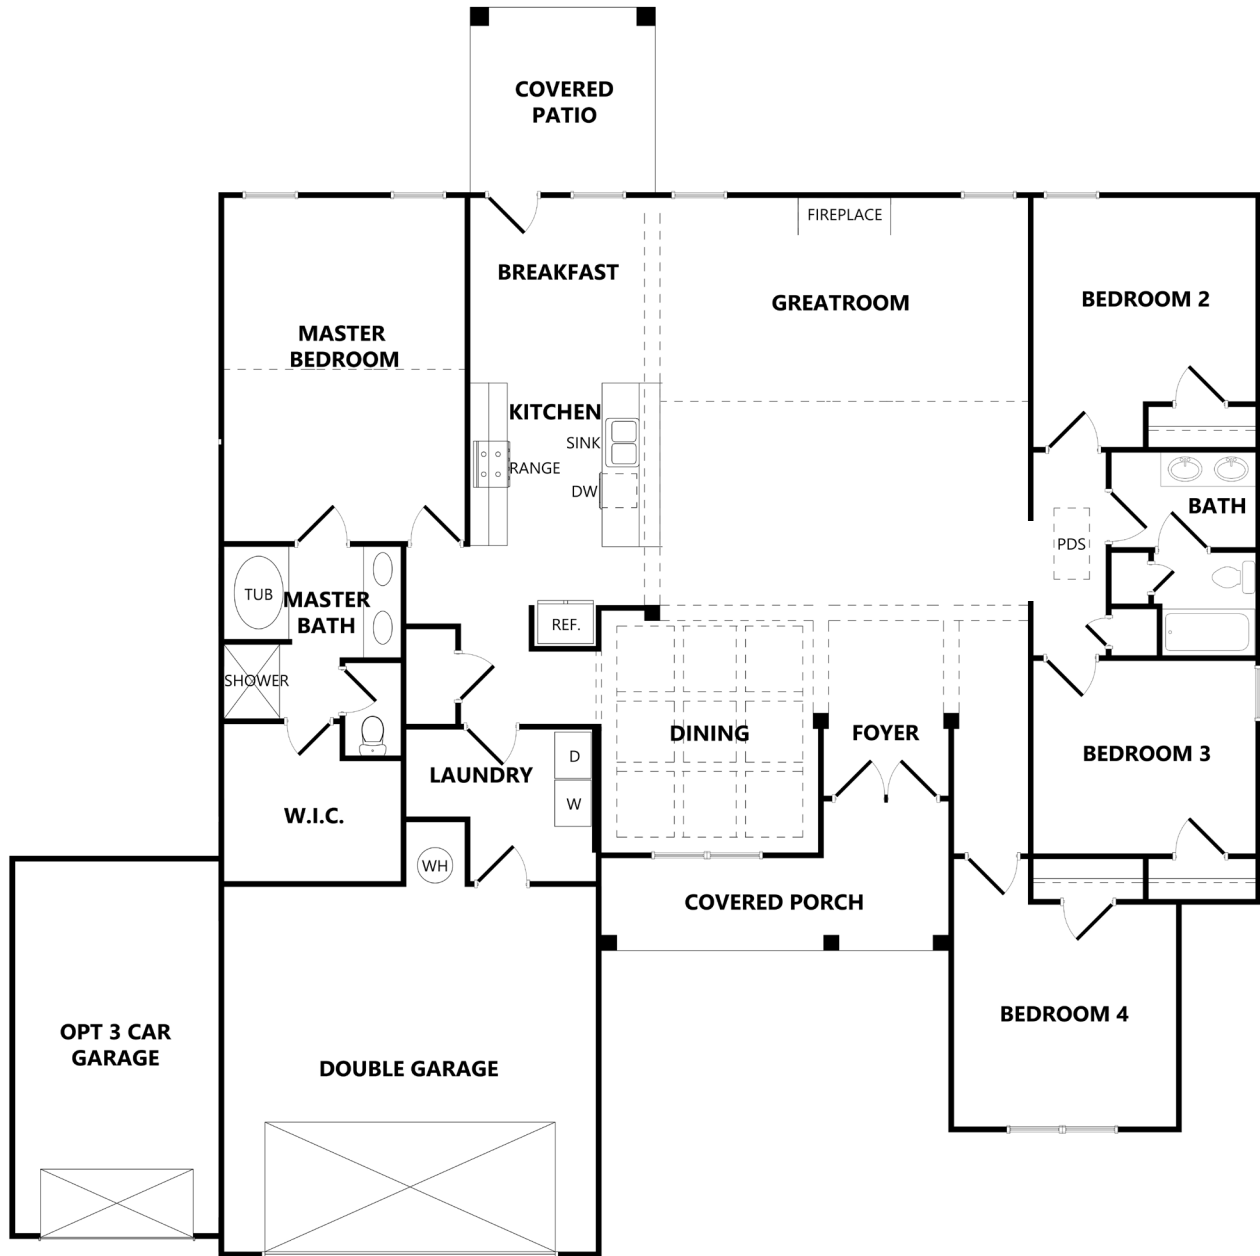 COVERED
PATIO
FIREPLACE
BREAKFAST
GREATROOM
BEDROOM 2
MASTER
BEDROOM
KITCHEN
SINK
RANGE
DW
BATH
PDS
TUB
MASTER
BATH
REF.
SHOWER
DINING
FOYER
BEDROOM 3
LAUNDRY
D
W
W.I.C.
WH
COVERED PORCH
BEDROOM 4
OPT 3 CAR
GARAGE
DOUBLE GARAGE